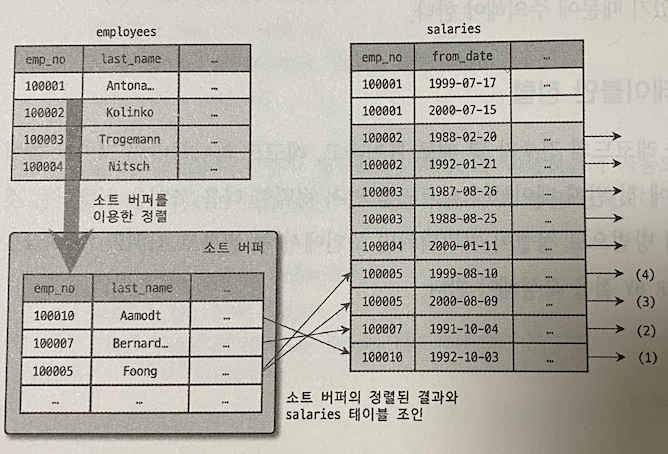 employees
emp_no last_name …
100001 Antona… …
100002 Kolinko …
100003 Trogemann …
100004 Nitsch …
소트 버퍼를
이용한 정렬
소트 버퍼
emp_no last_name …
100010 Aamodt …
100007 Bernard… …
100005 Foong …
… … …
salaries
emp_no from_date …
100001 1999-07-17 …
100001 2000-07-15 …
100002 1988-02-20 …
100002 1992-01-21 …
100003 1987-08-26 …
100003 1988-08-25 …
100004 2000-01-11 …
100005 1999-08-10 … (4)
100005 2000-08-09 … (3)
100007 1991-10-04 … (2)
100010 1992-10-03 … (1)
소트 버퍼의 정렬된 결과와
salaries 테이블 조인